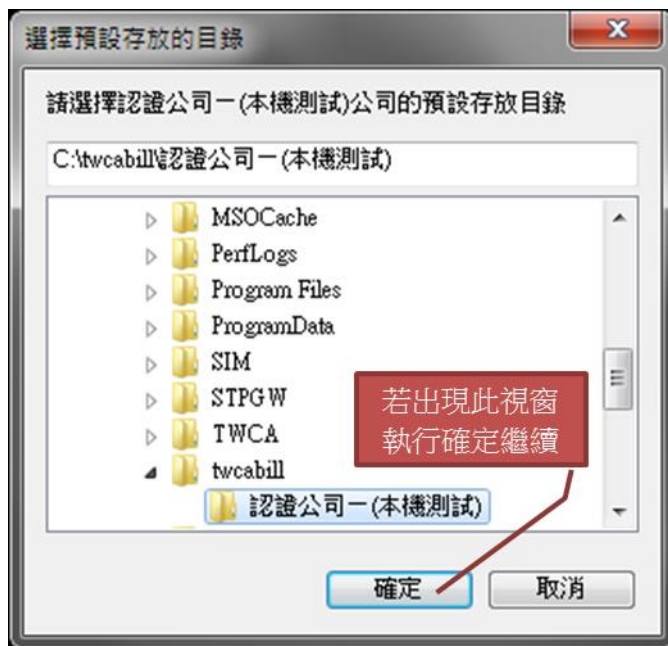 選擇預設存放的目錄
請選擇認證公司一(本機測試)公司的預設存放目錄
C:\twcabill\認證公司一(本機測試)
MSOCache
PerfLogs
Program Files
ProgramData
SIM
STPGW
TWCA
twcabill
認證公司一(本機測試)
若出現此視窗
執行確定繼續
確定
取消